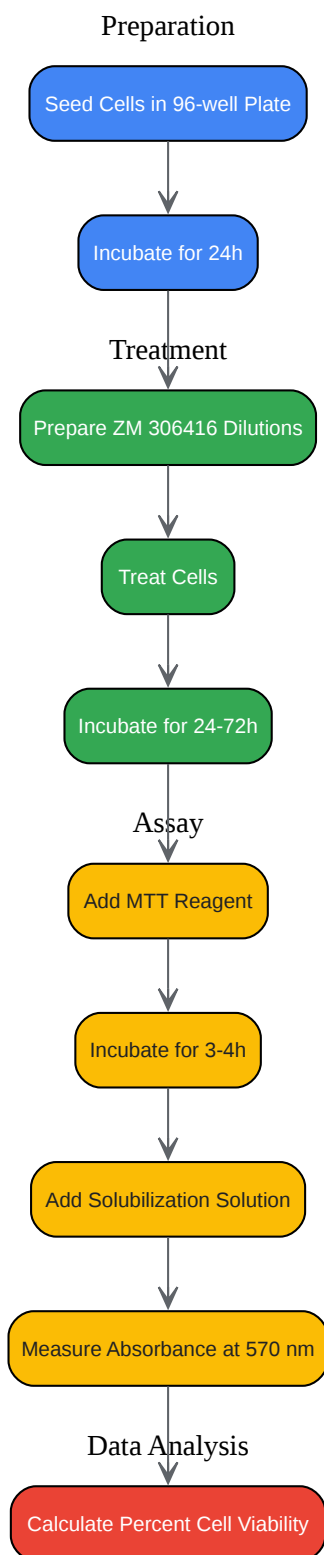 Preparation
Seed Cells in 96-well Plate
Incubate for 24h
Treatment
Prepare ZM 306416 Dilutions
Treat Cells
Incubate for 24-72h
Assay
Add MTT Reagent
Incubate for 3-4h
Add Solubilization Solution
Measure Absorbance at 570 nm
Data Analysis
Calculate Percent Cell Viability